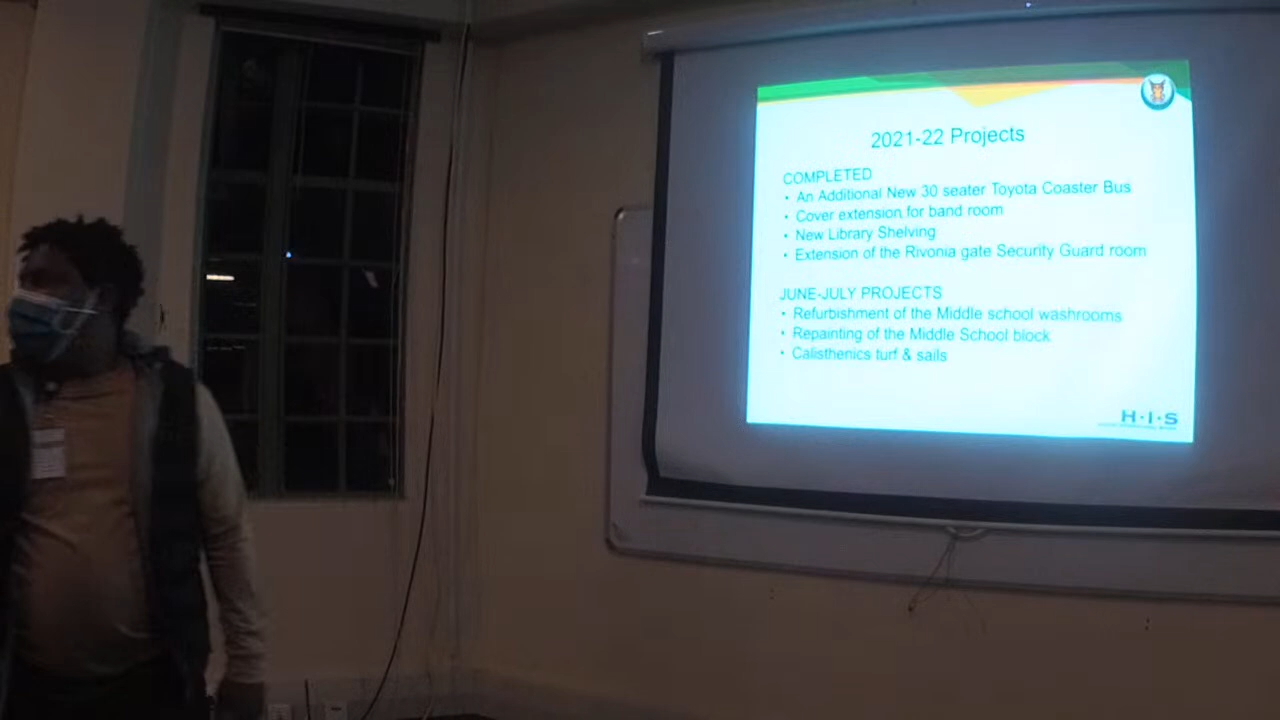 2021-22 Projects
COMPLETED
• An Additional New 30 seater Toyota Coaster Bus
• Cover extension for band room
• New Library Shelving
• Extension of the Rivonia gate Security Guard room
JUNE-JULY PROJECTS
• Refurbishment of the Middle school washrooms
• Repainting of the Middle School block
• Calisthenics turf & sails
H·I·S